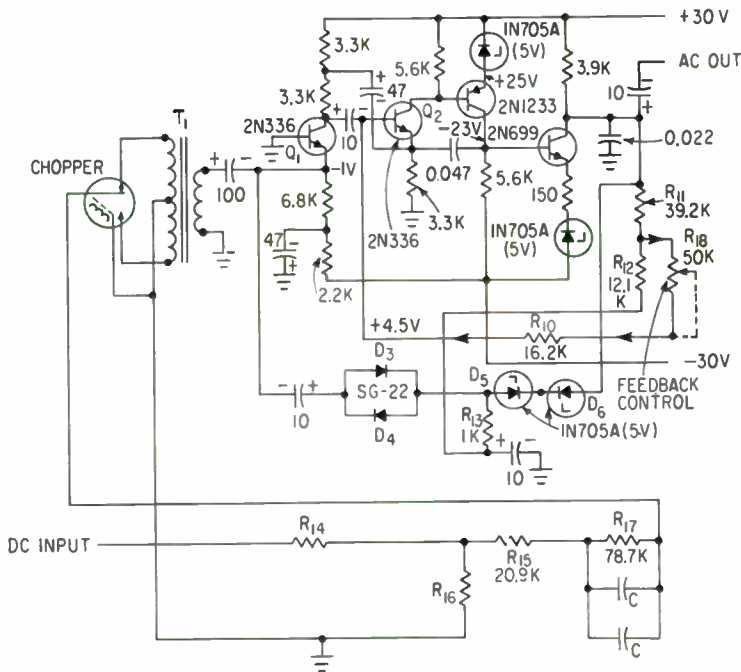 +30V
3.3K
IN705A
(5V)
5.6K
3.9K
AC OUT
+25V
10
3.3K
47
T1
2N336
10
Q2
2N1233
-23V
2N699
CHOPPER
Q1
0.022
-1V
100
6.8K
0.047
5.6K
150
R11
39.2K
3.3K
2N336
47
IN705A
(5V)
R18
50K
R12
12.1
K
2.2K
+4.5V
R10
16.2K
-30V
D3
SG-22
D4
D5
D6
FEEDBACK
CONTROL
10
R13
1K
IN705A(5V)
10
R14
R17
DC INPUT
R15
20.9K
78.7K
R16
C
C